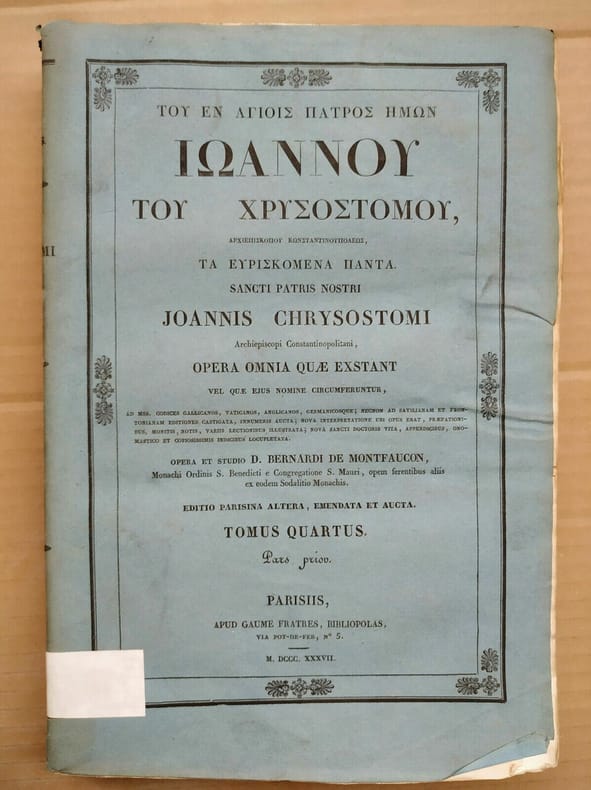 ΤΟΥ ΕΝ ΑΓΙΟΙΣ ΠΑΤΡΟΣ ΗΜΩΝ
ΙΩΑΝΝΟΥ
ΤΟΥ ΧΡΥΣΟΣΤΟΜΟΥ,
ΑΡΧΙΕΠΙΣΚΟΠΟΥ ΚΩΝΣΤΑΝΤΙΝΟΥΠΟΛΕΩΣ,
ΤΑ ΕΥΡΙΣΚΟΜΕΝΑ ΠΑΝΤΑ.
SANCTI PATRIS NOSTRI
JOANNIS CHRYSOSTOMI
Archiepiscopi Constantinopolitani,
OPERA OMNIA QUÆ EXSTANT
VEL QUÆ EJUS NOMINE CIRCUMFERUNTUR,
AD MSS. CODICES GALLICANOS, VATICANOS, ANGLICANOS, GERMANICOSQUE; NECNON AD SAVILIANAM ET FRON-
TONIANAM EDITIONES CASTIGATA, INNUMERIS AUCTA; NOVA INTERPRETATIONE UBI OPUS ERAT, PRÆFATIONI-
BUS, MONITIS, NOTIS, VARIIS LECTIONIBUS ILLUSTRATA; NOVA SANCTI DOCTORIS VITA, APPENDICIBUS, ONO-
MASTICO ET COPIOSISSIMIS INDICIBUS LOCUPLETATA:
OPERA ET STUDIO D. BERNARDI DE MONTFAUCON,
Monachi Ordinis S. Benedicti e Congregatione S. Mauri, opem ferentibus aliis
ex eodem Sodalitio Monachis.
EDITIO PARISINA ALTERA, EMENDATA ET AUCTA.
TOMUS QUARTUS.
Pars prior.
PARISIIS,
APUD GAUME FRATRES, BIBLIOPOLAS,
VIA POT-DE-FER, N° 5.
M. DCCC. XXXVII.
MI